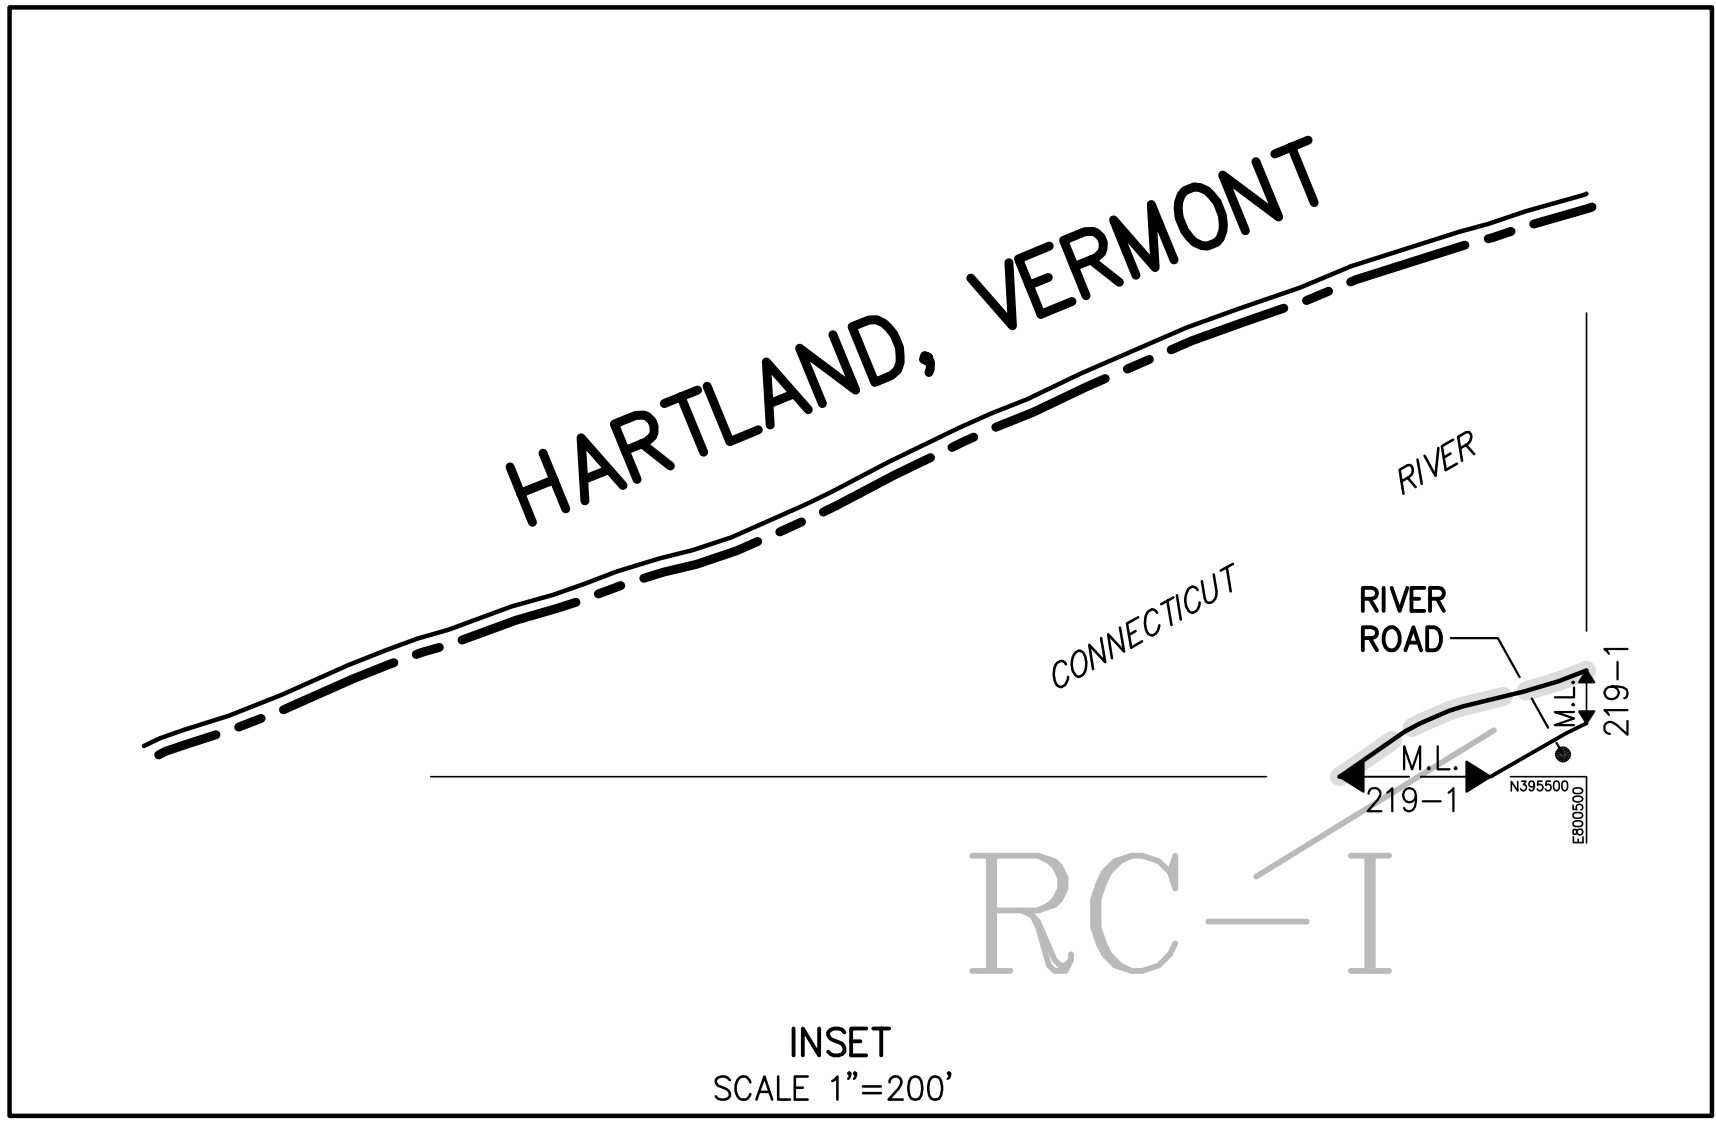 HARTLAND, VERMONT
RIVER
CONNECTICUT
RIVER
ROAD
M.L.
219-1
M.L.
219-1
N395500
E800500
RC-I
INSET
SCALE 1"=200'